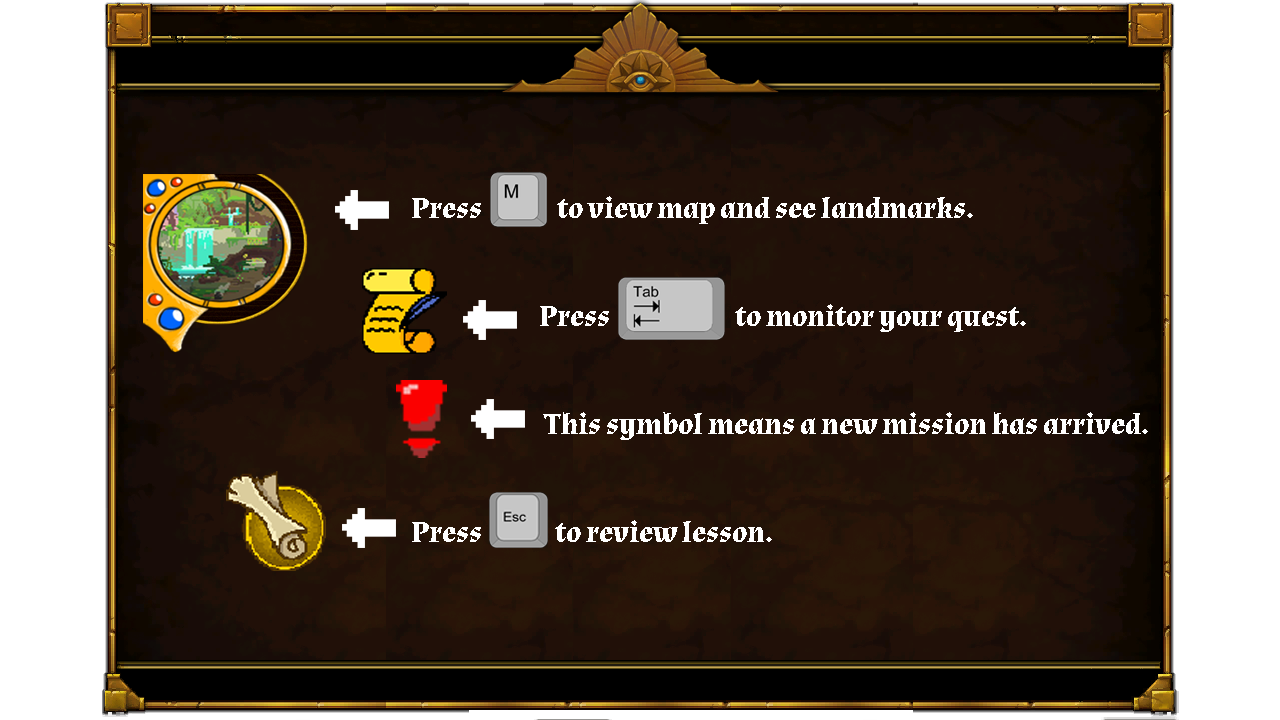 Press M to view map and see landmarks.
Press Tab to monitor your quest.
This symbol means a new mission has arrived.
Press Esc to review lesson.